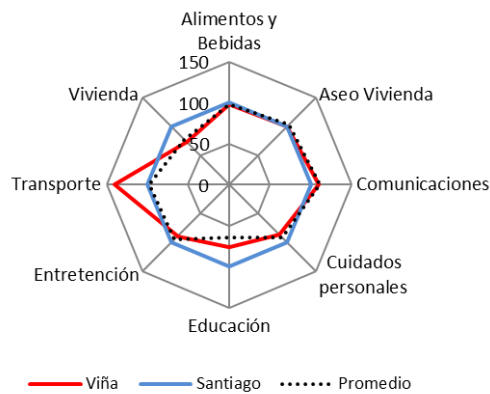 Alimentos y
Bebidas
150
100
50
0
Vivienda
Aseo Vivienda
Transporte
Comunicaciones
Entretención
Cuidados
personales
Educación
Viña
Santiago
Promedio